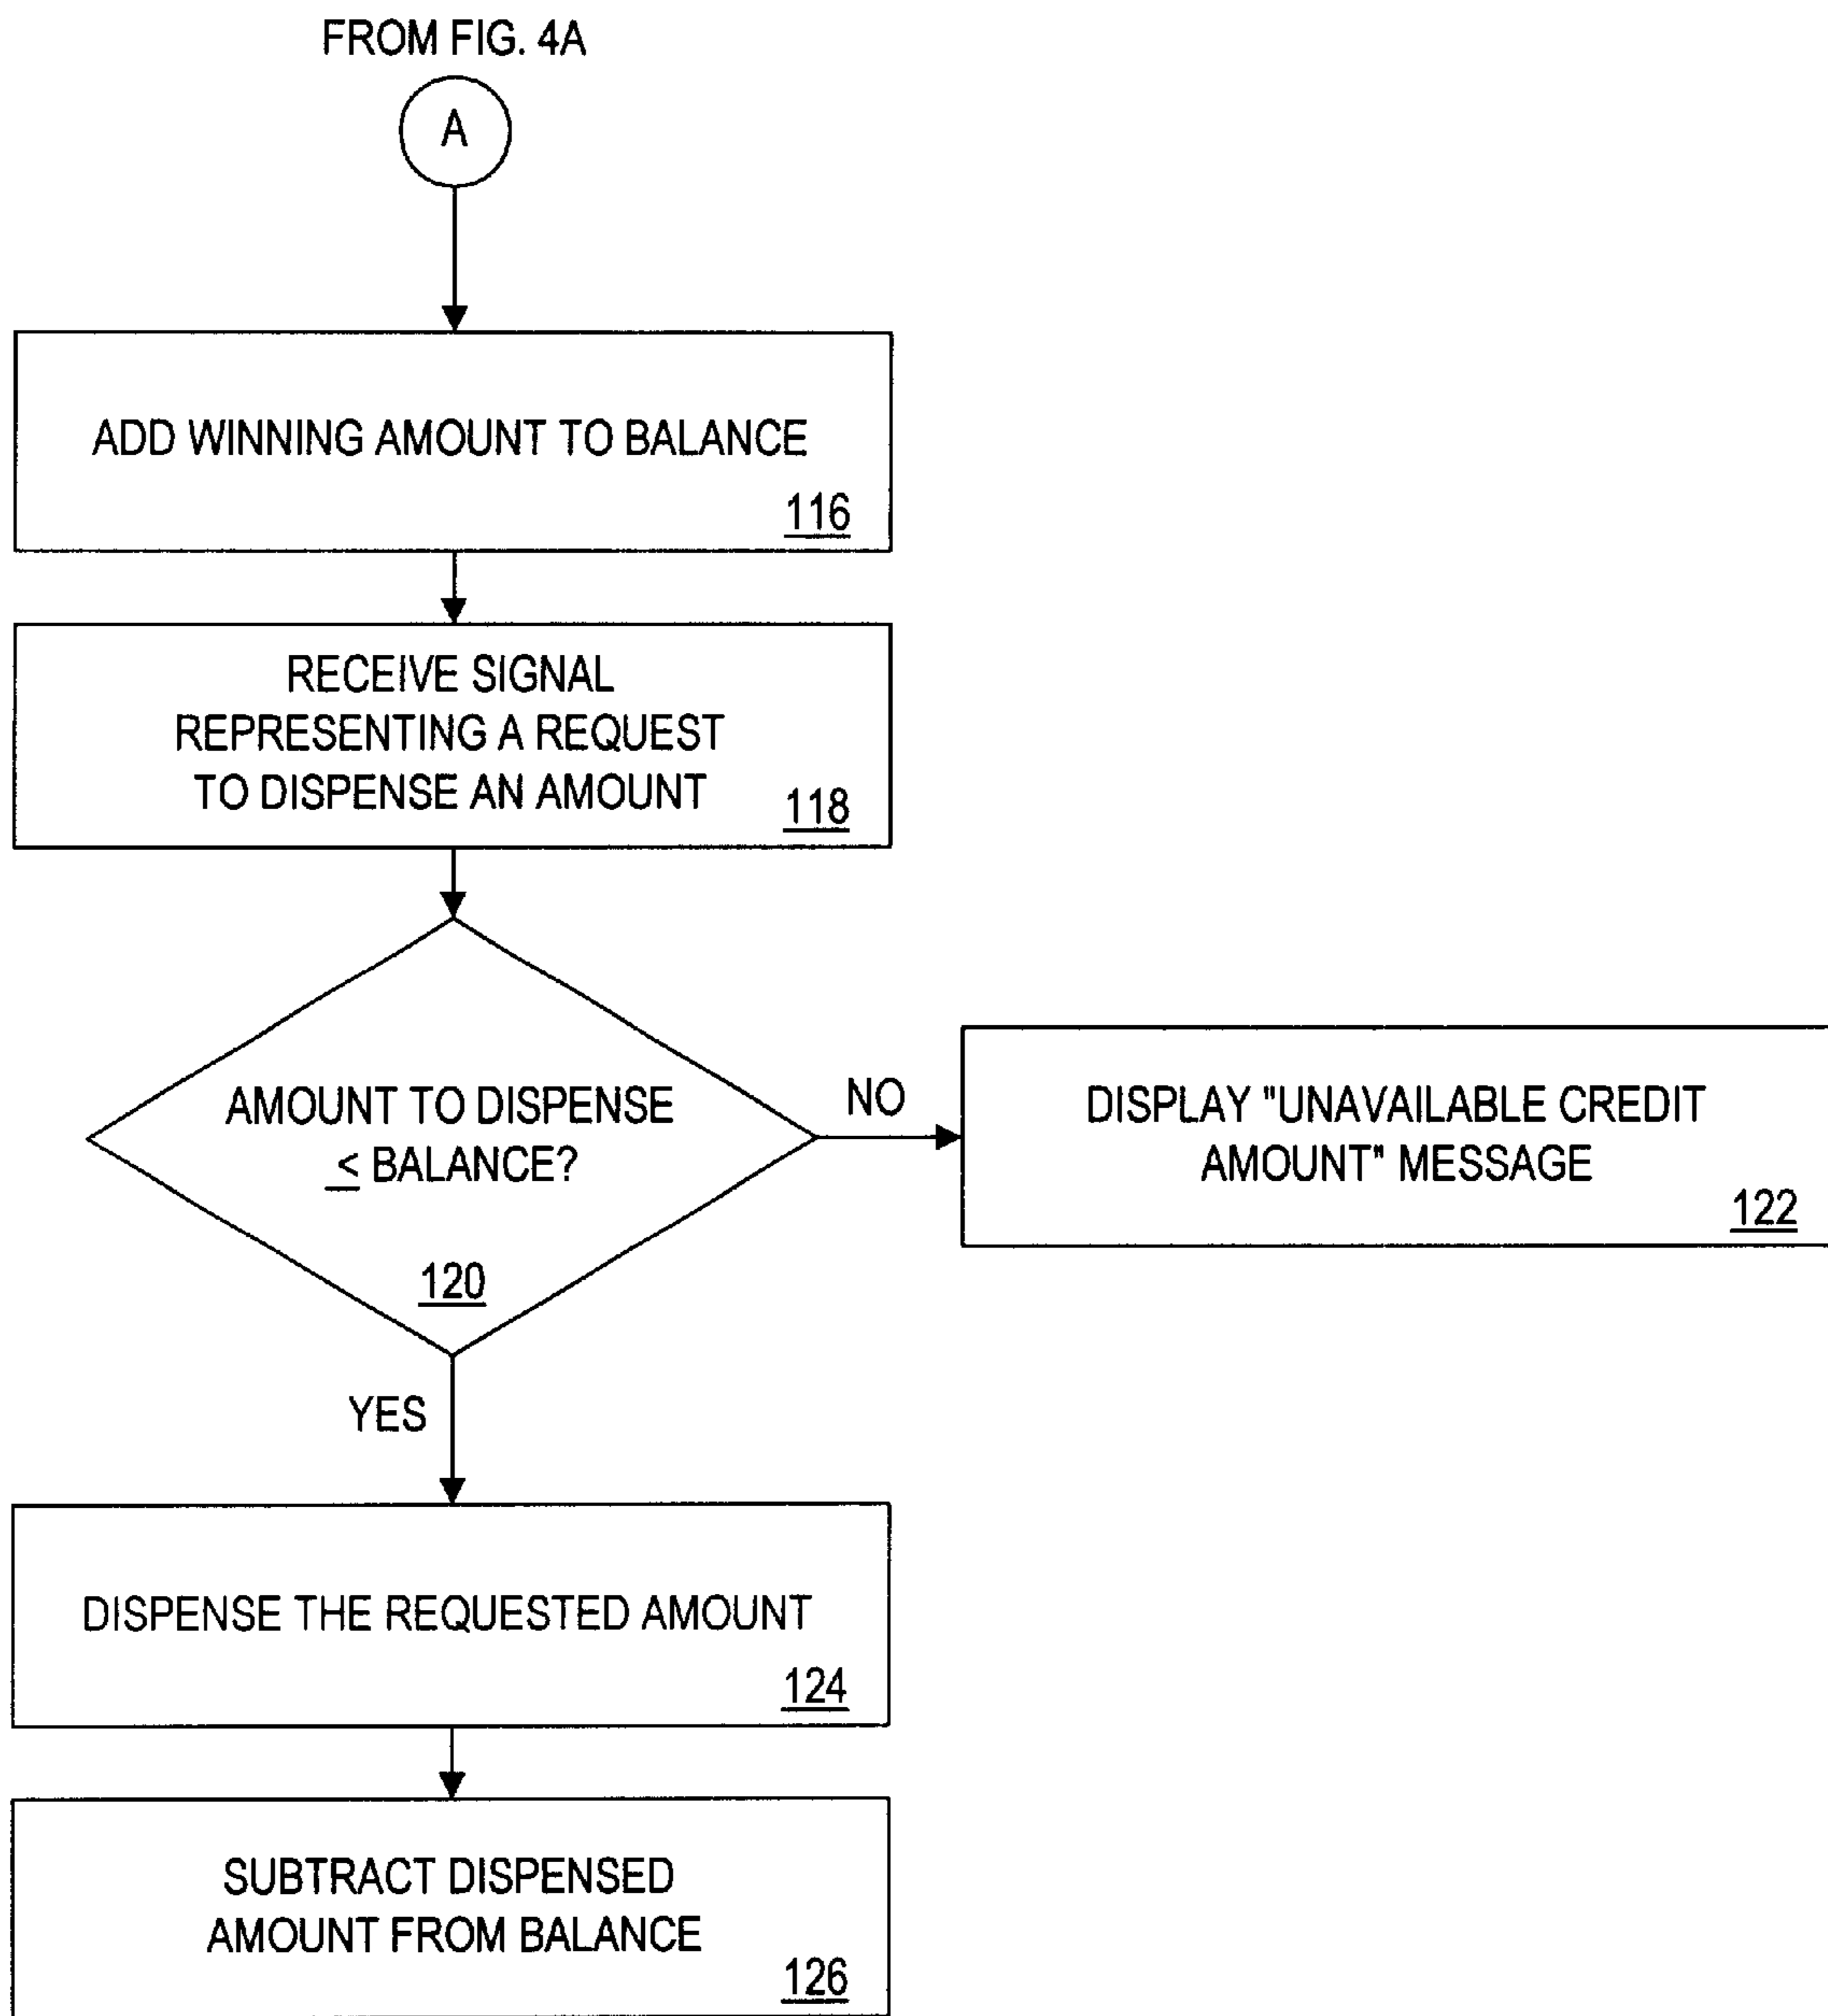 FROM FIG. 4A
A
ADD WINNING AMOUNT TO BALANCE
116
RECEIVE SIGNAL
REPRESENTING A REQUEST
TO DISPENSE AN AMOUNT
118
AMOUNT TO DISPENSE
≤ BALANCE?
120
NO
DISPLAY "UNAVAILABLE CREDIT
AMOUNT" MESSAGE
122
YES
DISPENSE THE REQUESTED AMOUNT
124
SUBTRACT DISPENSED
AMOUNT FROM BALANCE
126